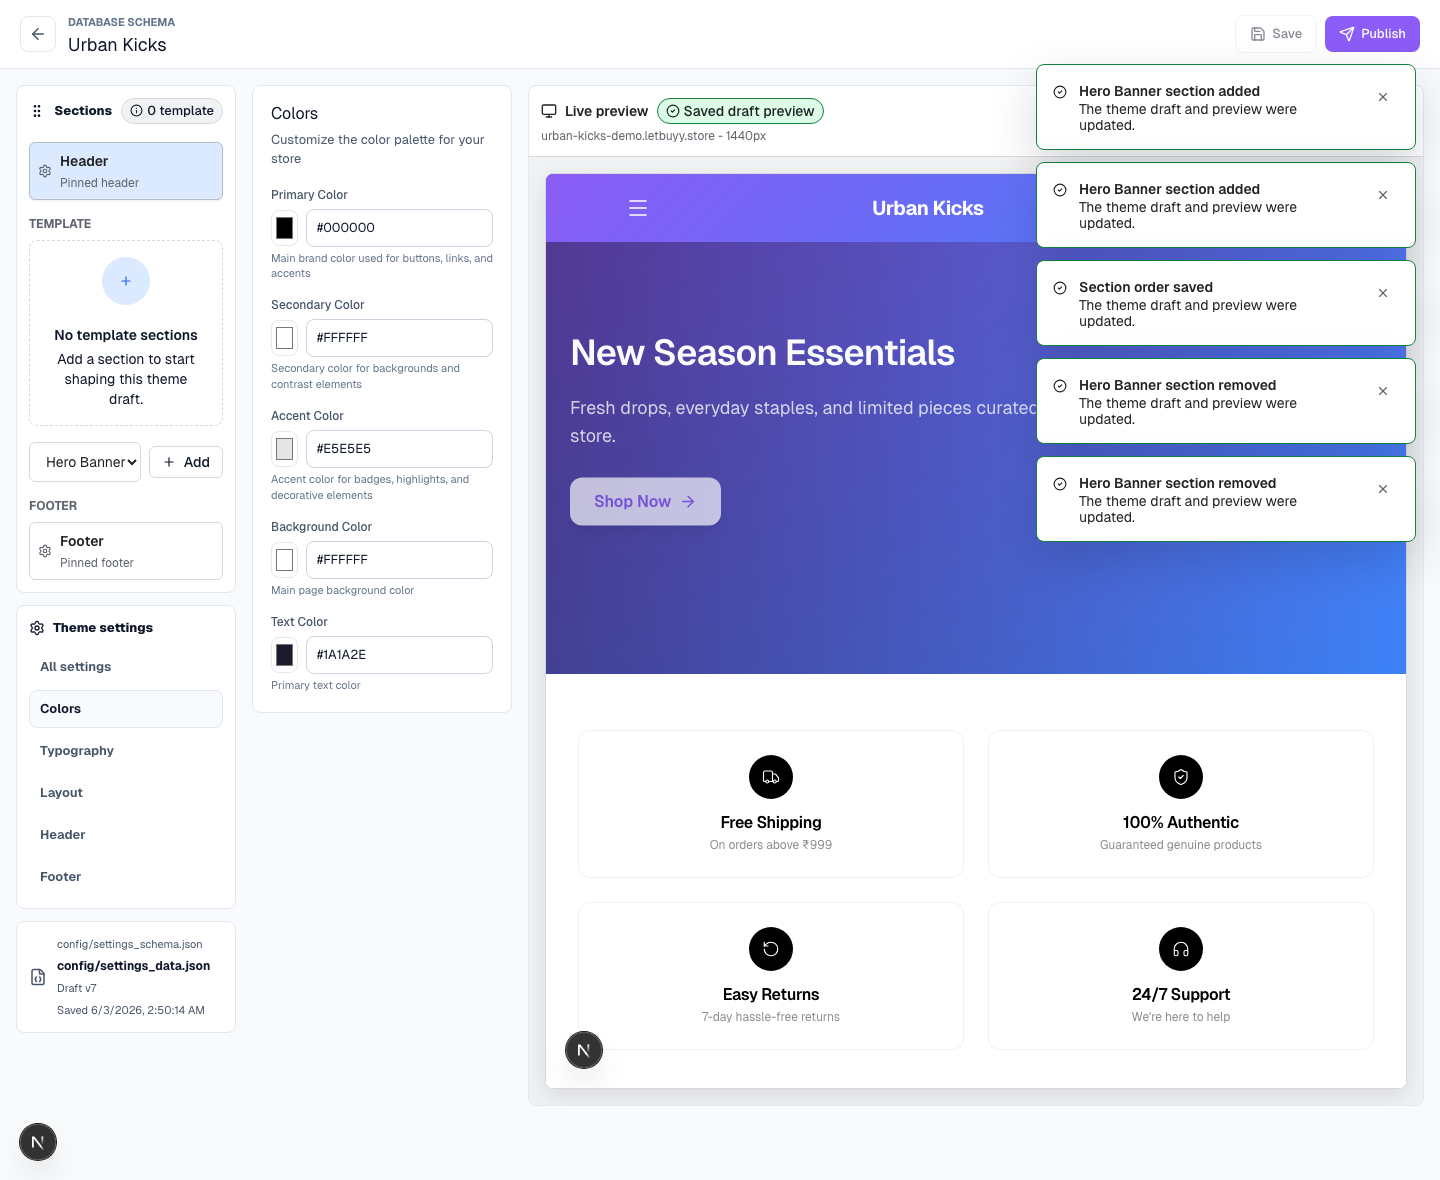 DATABASE SCHEMA
Urban Kicks
Save
Publish
Sections
0 template
Header
Pinned header
TEMPLATE
No template sections
Add a section to start
shaping this theme
draft.
Hero Banner
Add
FOOTER
Footer
Pinned footer
Theme settings
All settings
Colors
Typography
Layout
Header
Footer
config/settings_schema.json
config/settings_data.json
Draft v7
Saved 6/3/2026, 2:50:14 AM
Colors
Customize the color palette for your
store
Primary Color
#000000
Main brand color used for buttons, links, and
accents
Secondary Color
#FFFFFF
Secondary color for backgrounds and
contrast elements
Accent Color
#E5E5E5
Accent color for badges, highlights, and
decorative elements
Background Color
#FFFFFF
Main page background color
Text Color
#1A1A2E
Primary text color
Live preview
Saved draft preview
urban-kicks-demo.letbuyy.store - 1440px
Urban Kicks
New Season Essentials
Fresh drops, everyday staples, and limited pieces curated
store.
Shop Now
Free Shipping
On orders above ₹999
100% Authentic
Guaranteed genuine products
Easy Returns
7-day hassle-free returns
24/7 Support
We're here to help
Hero Banner section added
The theme draft and preview were
updated.
Hero Banner section added
The theme draft and preview were
updated.
Section order saved
The theme draft and preview were
updated.
Hero Banner section removed
The theme draft and preview were
updated.
Hero Banner section removed
The theme draft and preview were
updated.
N
N